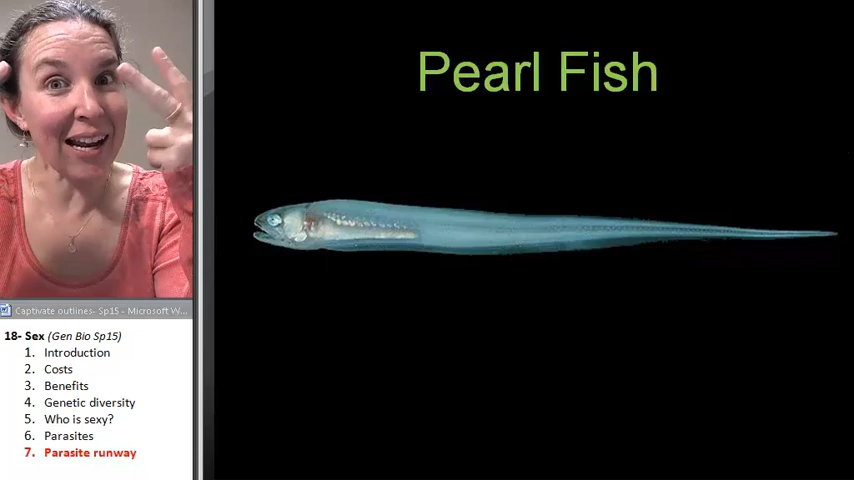 Pearl Fish
Captivate outlines- Sp15 - Microsoft W...
18- Sex (Gen Bio Sp15)
1. Introduction
2. Costs
3. Benefits
4. Genetic diversity
5. Who is sexy?
6. Parasites
7. Parasite runway